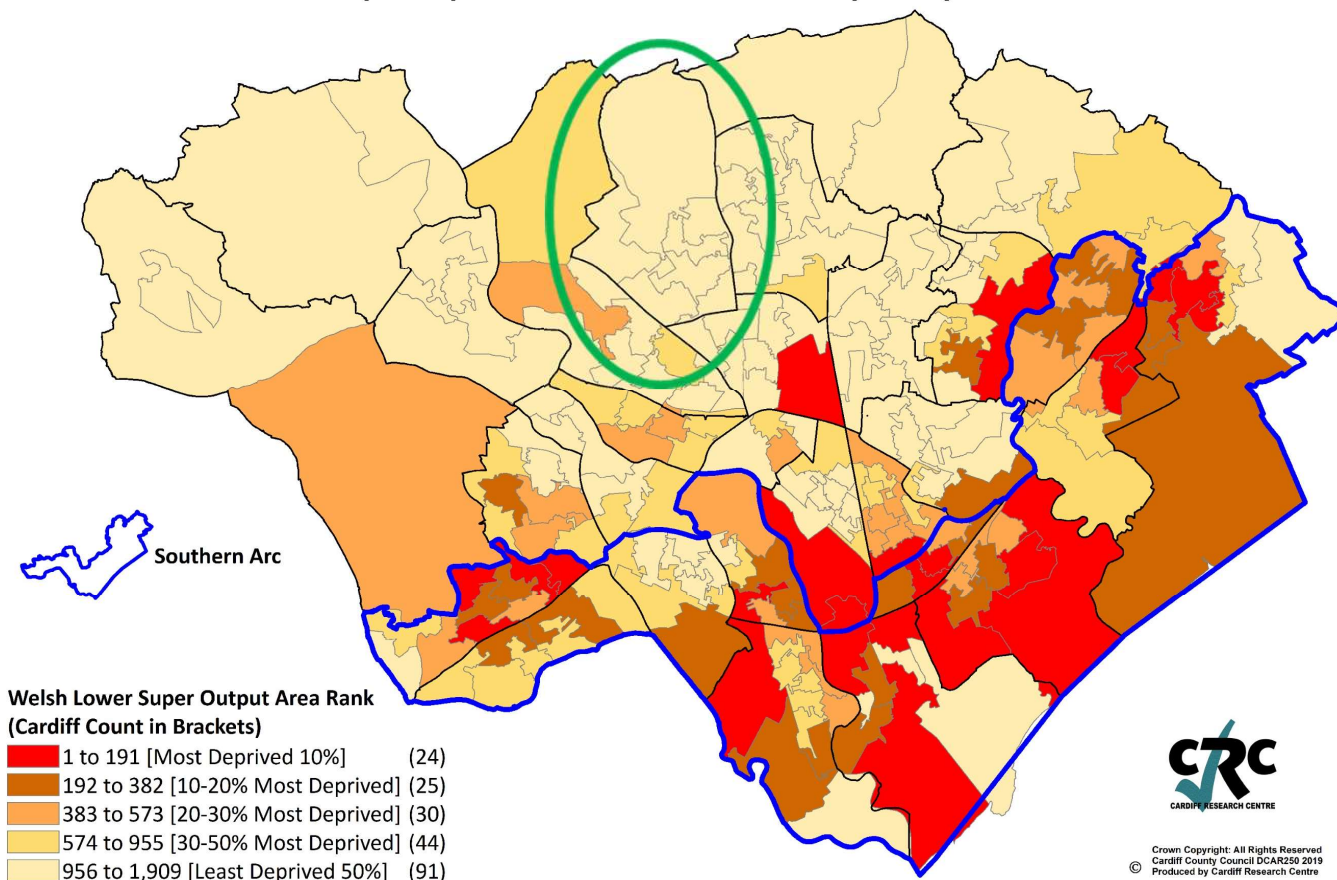 Southern Arc
Welsh Lower Super Output Area Rank
(Cardiff Count in Brackets)
1 to 191 [Most Deprived 10%] (24)
192 to 382 [10-20% Most Deprived] (25)
383 to 573 [20-30% Most Deprived] (30)
574 to 955 [30-50% Most Deprived] (44)
956 to 1,909 [Least Deprived 50%] (91)
CRC
CARDIFF RESEARCH CENTRE
Crown Copyright: All Rights Reserved
Cardiff County Council DCAR250 2019
© Produced by Cardiff Research Centre